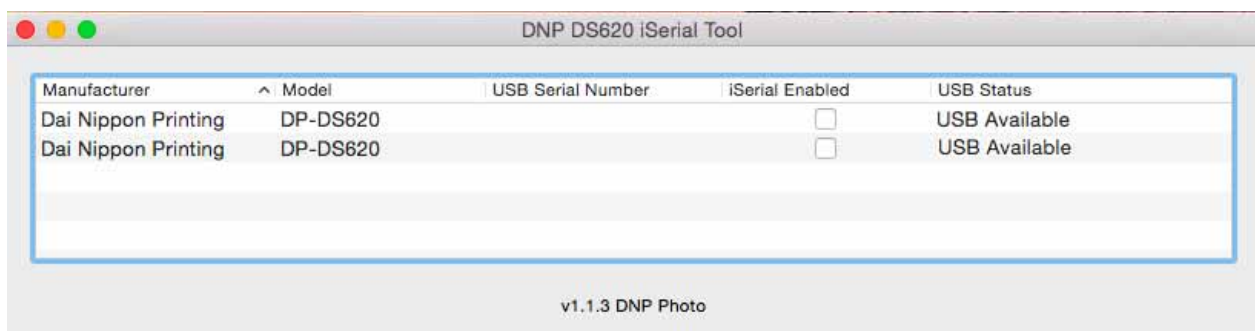 DNP DS620 iSerial Tool
Manufacturer Model USB Serial Number iSerial Enabled USB Status
Dai Nippon Printing DP-DS620 USB Available
Dai Nippon Printing DP-DS620 USB Available
v1.1.3 DNP Photo